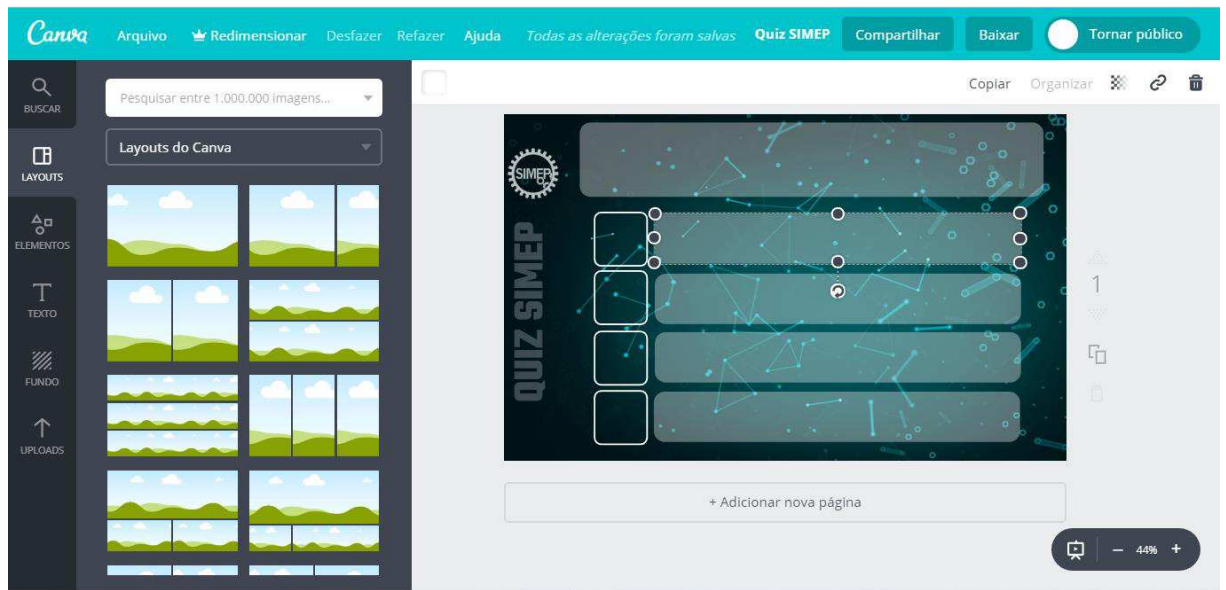 Canva Arquivo Redimensionar Desfazer Refazer Ajuda Todas as alterações foram salvas Quiz SIMEP Compartilhar Baixar Tornar público
BUSCAR
LAYOUTS
ELEMENTOS
TEXTO
FUNDO
UPLOADS
Pesquisar entre 1.000.000 imagens...
Layouts do Canva
Copiar Organizar
SIMEP
QUIZ SIMEP
1
+ Adicionar nova página
44%